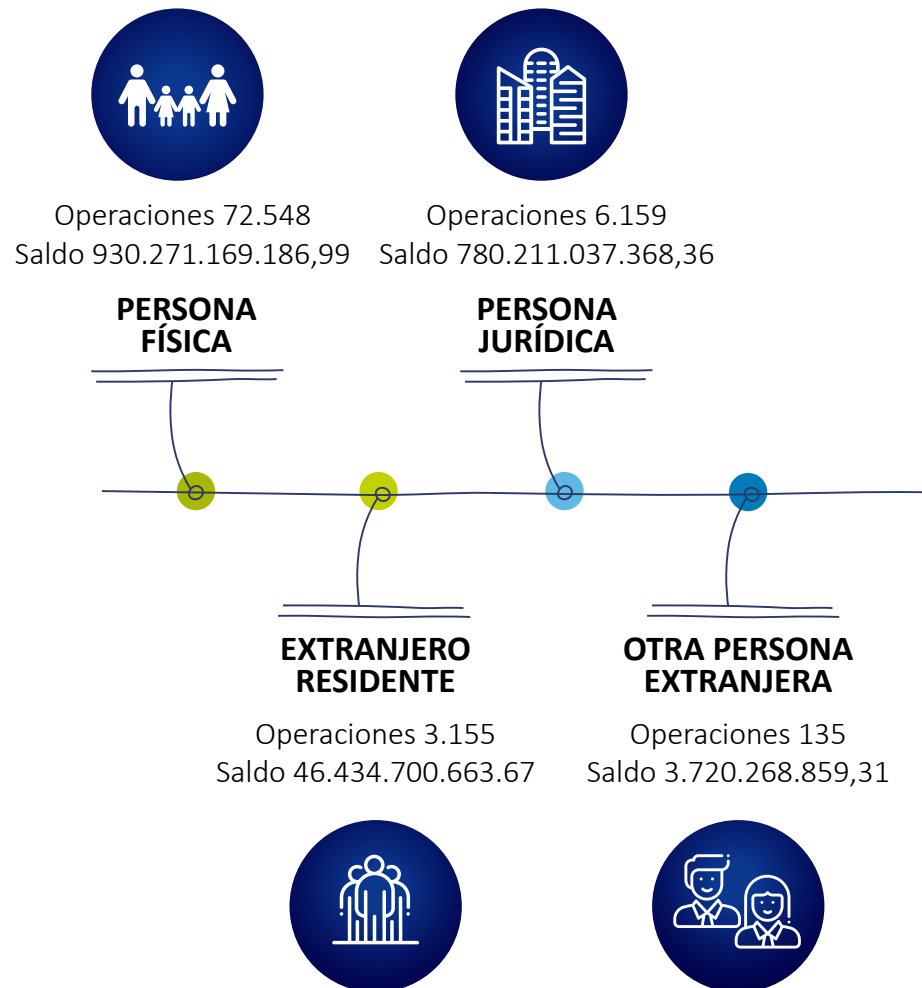 Operaciones 72.548
Saldo 930.271.169.186,99
PERSONA
FÍSICA
Operaciones 6.159
Saldo 780.211.037.368,36
PERSONA
JURÍDICA
EXTRANJERO
RESIDENTE
Operaciones 3.155
Saldo 46.434.700.663.67
OTRA PERSONA
EXTRANJERA
Operaciones 135
Saldo 3.720.268.859,31